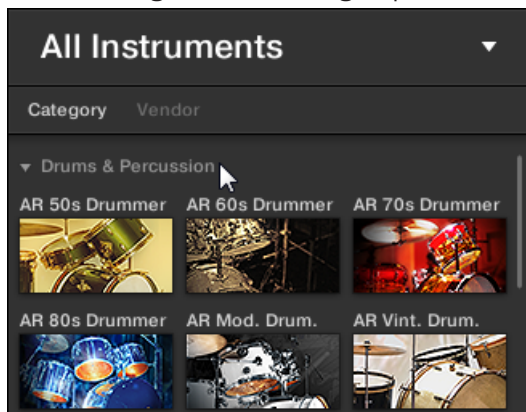 All Instruments
Category Vendor
Drums & Percussion
AR 50s Drummer AR 60s Drummer AR 70s Drummer
AR 80s Drummer AR Mod. Drum. AR Vint. Drum.